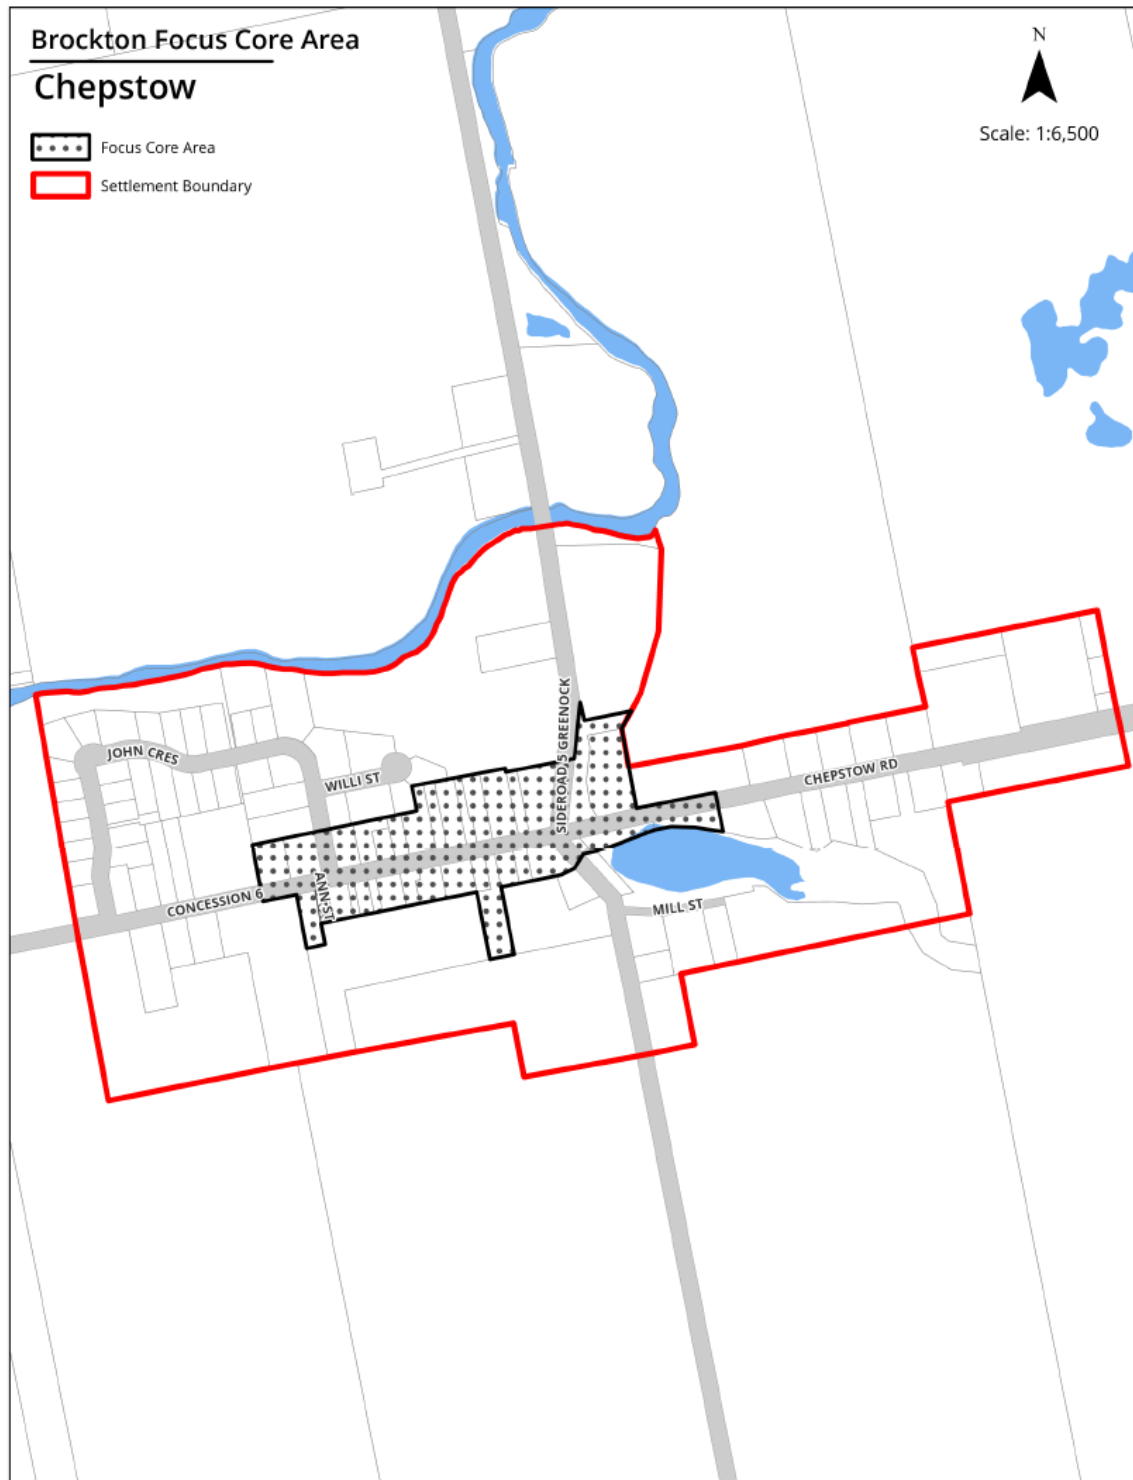 Brockton Focus Core Area
Chepstow
Focus Core Area
Settlement Boundary
N
Scale: 1:6,500
SIDEROAD 5 GREENOCK
JOHN CRES
WILLI ST
CHEPSTOW RD
CONCESSION 6
ANN ST
MILL ST